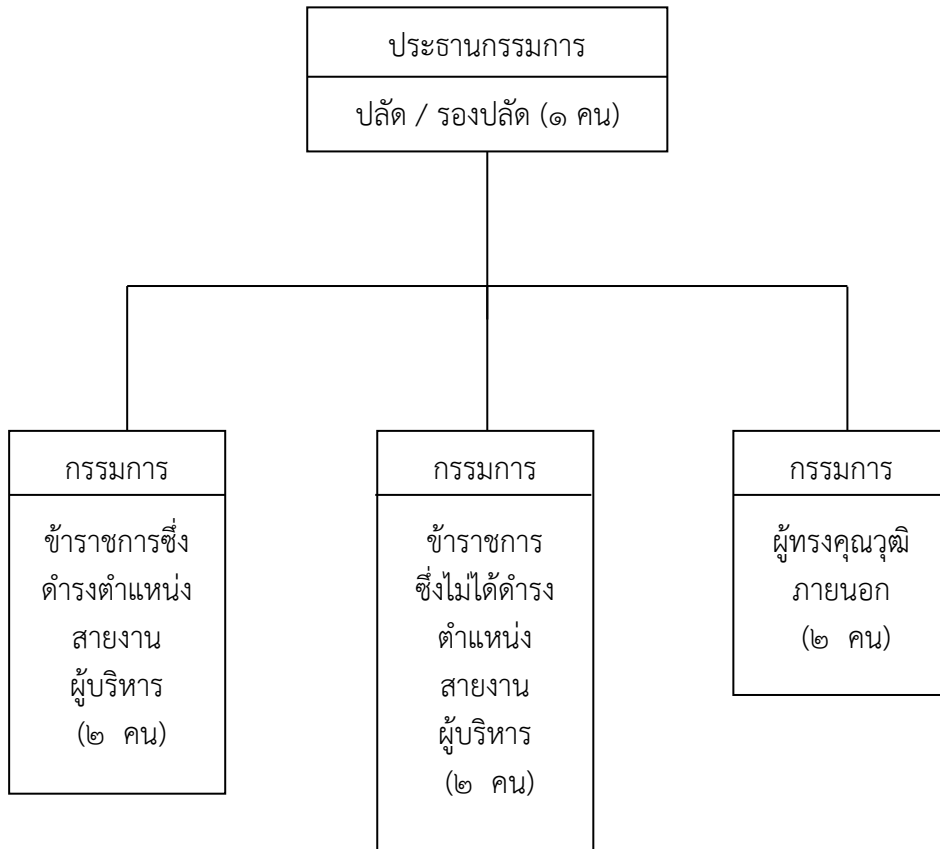 ประธานกรรมการ
ปลัด / รองปลัด (๑ คน)
กรรมการ
ข้าราชการซึ่ง
ดำรงตำแหน่ง
สายงาน
ผู้บริหาร
(๒ คน)
กรรมการ
ข้าราชการ
ซึ่งไม่ได้ดำรง
ตำแหน่ง
สายงาน
ผู้บริหาร
(๒ คน)
กรรมการ
ผู้ทรงคุณวุฒิ
ภายนอก
(๒ คน)